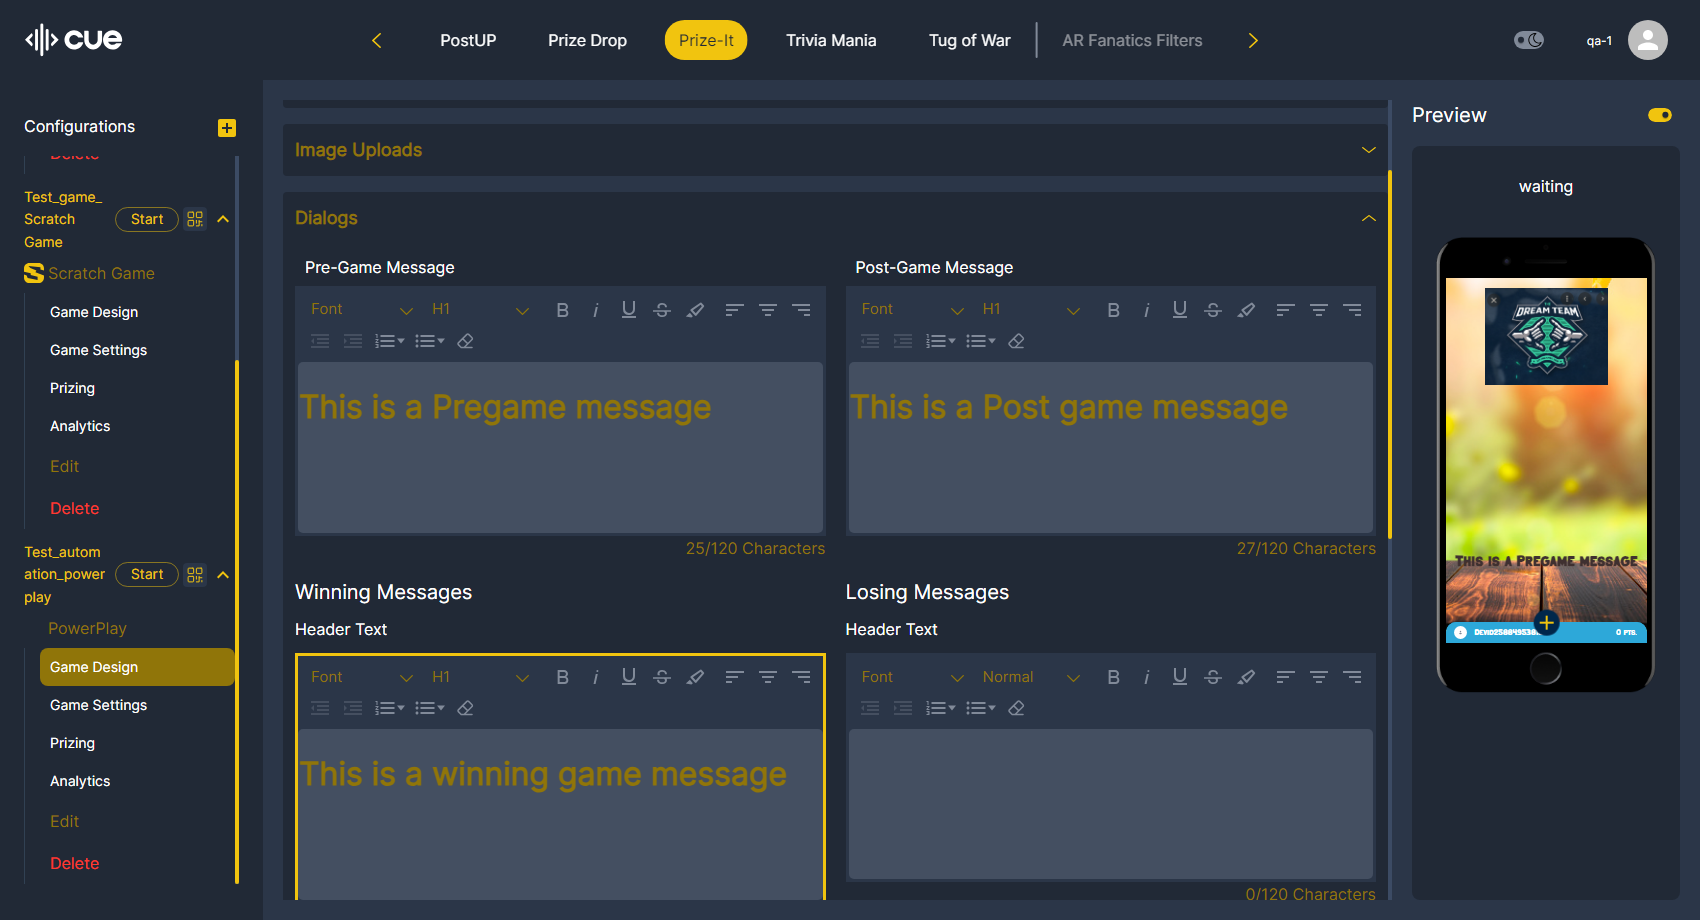 cue
PostUP
Prize Drop
Prize-It
Trivia Mania
Tug of War
AR Fanatics Filters
qa-1
Configurations
Delete
Test_game_
Scratch
Game
Start
Scratch Game
Game Design
Game Settings
Prizing
Analytics
Edit
Delete
Test_autom
ation_power
play
Start
PowerPlay
Game Design
Game Settings
Prizing
Analytics
Edit
Delete
Image Uploads
Dialogs
Pre-Game Message
Font H1
This is a Pregame message
25/120 Characters
Post-Game Message
Font H1
This is a Post game message
27/120 Characters
Winning Messages
Header Text
Font H1
This is a winning game message
Losing Messages
Header Text
Font Normal
0/120 Characters
Preview
waiting
DREAM TEAM
This is a Pregame message
0 pts.